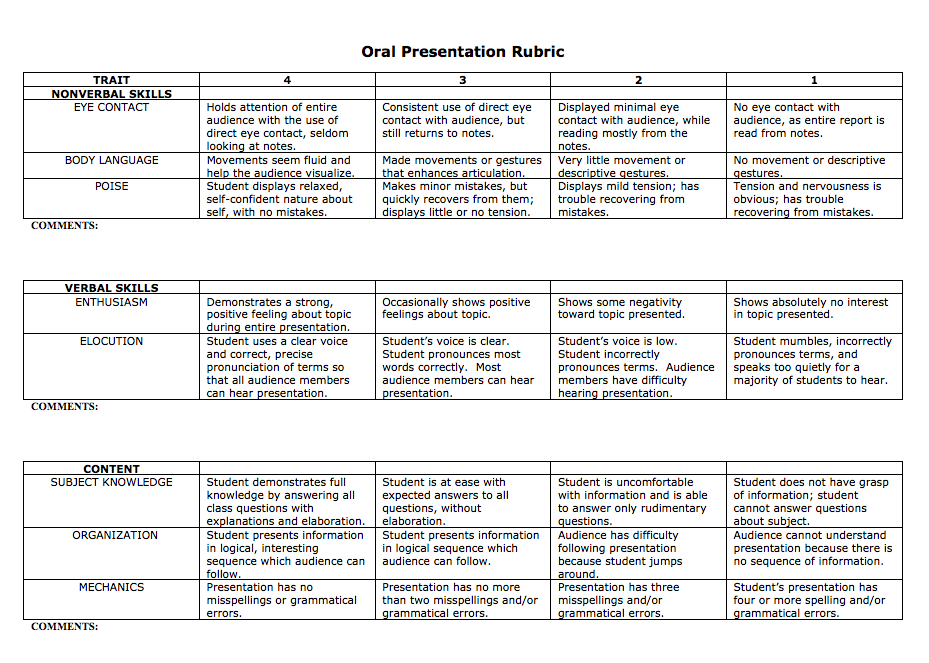 Oral Presentation Rubric
TRAIT 4 3 2 1
NONVERBAL SKILLS
EYE CONTACT
Holds attention of entire
audience with the use of
direct eye contact, seldom
looking at notes.
Consistent use of direct eye
contact with audience, but
still returns to notes.
Displayed minimal eye
contact with audience, while
reading mostly from the
notes.
No eye contact with
audience, as entire report is
read from notes.
BODY LANGUAGE
Movements seem fluid and
help the audience visualize.
Made movements or gestures
that enhances articulation.
Very little movement or
descriptive gestures.
No movement or descriptive
gestures.
POISE
Student displays relaxed,
self-confident nature about
self, with no mistakes.
Makes minor mistakes, but
quickly recovers from them;
displays little or no tension.
Displays mild tension; has
trouble recovering from
mistakes.
Tension and nervousness is
obvious; has trouble
recovering from mistakes.
COMMENTS:
VERBAL SKILLS
ENTHUSIASM
Demonstrates a strong,
positive feeling about topic
during entire presentation.
Occasionally shows positive
feelings about topic.
Shows some negativity
toward topic presented.
Shows absolutely no interest
in topic presented.
ELOCUTION
Student uses a clear voice
and correct, precise
pronunciation of terms so
that all audience members
can hear presentation.
Student’s voice is clear.
Student pronounces most
words correctly.  Most
audience members can hear
presentation.
Student’s voice is low.
Student incorrectly
pronounces terms.  Audience
members have difficulty
hearing presentation.
Student mumbles, incorrectly
pronounces terms, and
speaks too quietly for a
majority of students to hear.
COMMENTS:
CONTENT
SUBJECT KNOWLEDGE
Student demonstrates full
knowledge by answering all
class questions with
explanations and elaboration.
Student is at ease with
expected answers to all
questions, without
elaboration.
Student is uncomfortable
with information and is able
to answer only rudimentary
questions.
Student does not have grasp
of information; student
cannot answer questions
about subject.
ORGANIZATION
Student presents information
in logical, interesting
sequence which audience can
follow.
Student presents information
in logical sequence which
audience can follow.
Audience has difficulty
following presentation
because student jumps
around.
Audience cannot understand
presentation because there is
no sequence of information.
MECHANICS
Presentation has no
misspellings or grammatical
errors.
Presentation has no more
than two misspellings and/or
grammatical errors.
Presentation has three
misspellings and/or
grammatical errors.
Student’s presentation has
four or more spelling and/or
grammatical errors.
COMMENTS: